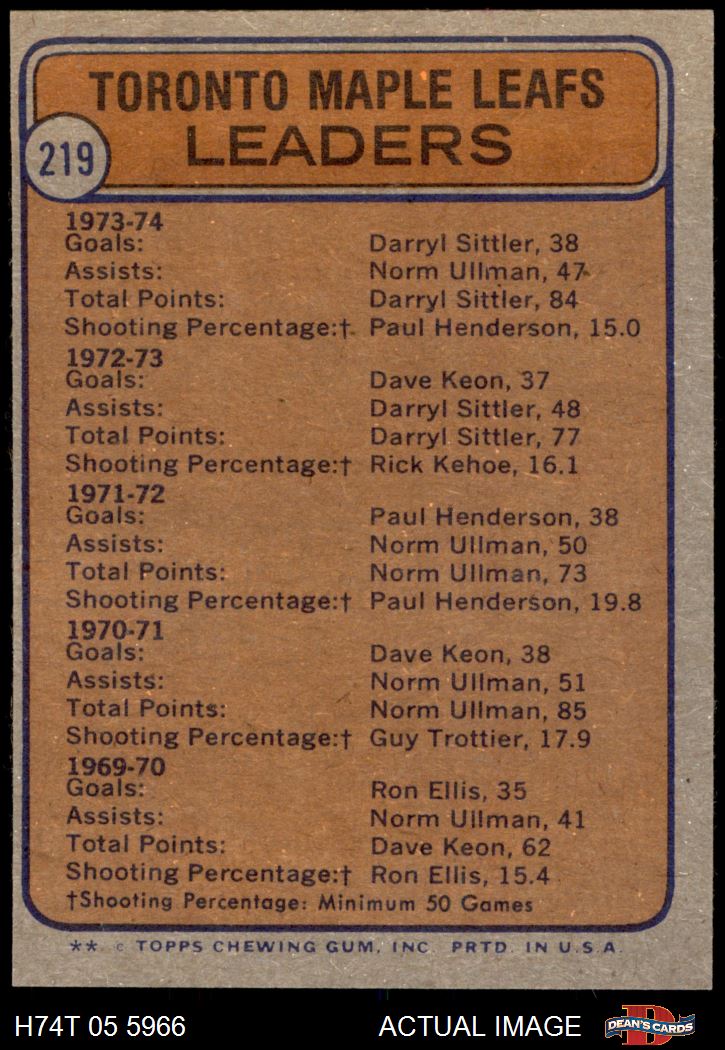 TORONTO MAPLE LEAFS
LEADERS
219
1973-74
Goals: Darryl Sittler, 38
Assists: Norm Ullman, 47
Total Points: Darryl Sittler, 84
Shooting Percentage:† Paul Henderson, 15.0
1972-73
Goals: Dave Keon, 37
Assists: Darryl Sittler, 48
Total Points: Darryl Sittler, 77
Shooting Percentage:† Rick Kehoe, 16.1
1971-72
Goals: Paul Henderson, 38
Assists: Norm Ullman, 50
Total Points: Norm Ullman, 73
Shooting Percentage:† Paul Henderson, 19.8
1970-71
Goals: Dave Keon, 38
Assists: Norm Ullman, 51
Total Points: Norm Ullman, 85
Shooting Percentage:† Guy Trottier, 17.9
1969-70
Goals: Ron Ellis, 35
Assists: Norm Ullman, 41
Total Points: Dave Keon, 62
Shooting Percentage:† Ron Ellis, 15.4
†Shooting Percentage: Minimum 50 Games
** © TOPPS CHEWING GUM, INC. PRTD. IN U.S.A.
H74T 05 5966 ACTUAL IMAGE D DEAN'S CARDS